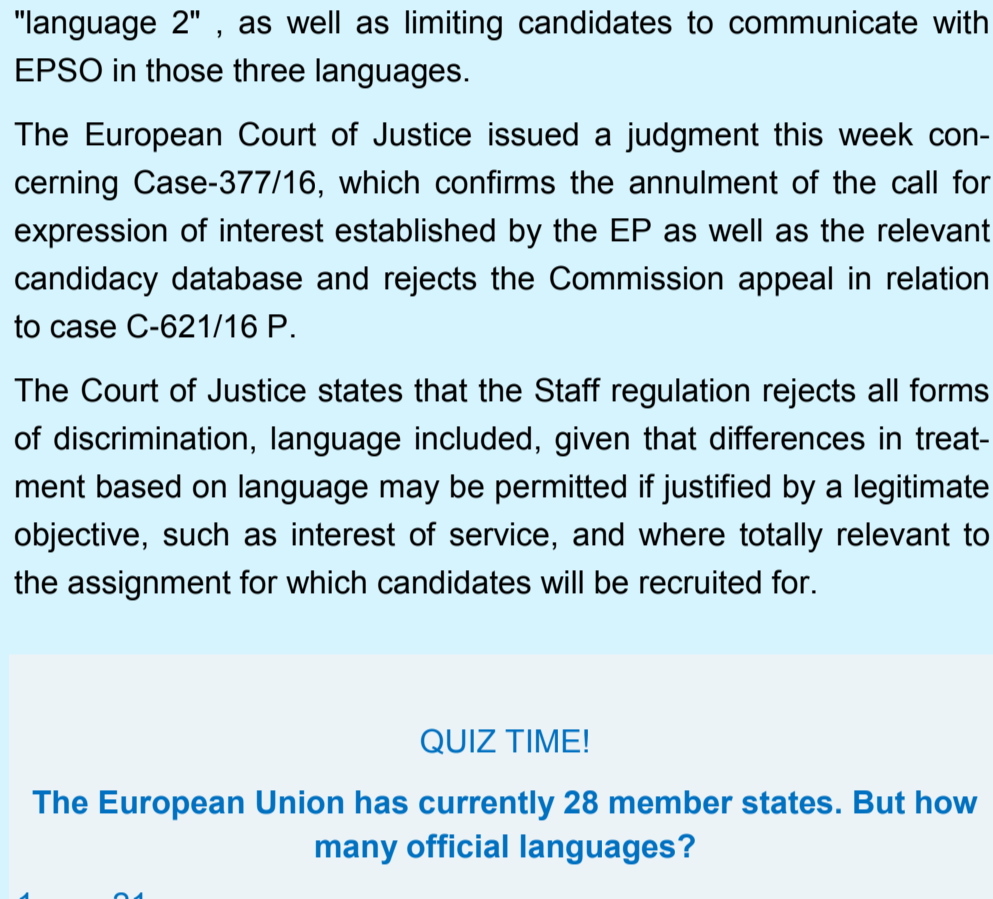 "language 2" , as well as limiting candidates to communicate with
EPSO in those three languages.
The European Court of Justice issued a judgment this week con-
cerning Case-377/16, which confirms the annulment of the call for
expression of interest established by the EP as well as the relevant
candidacy database and rejects the Commission appeal in relation
to case C-621/16 P.
The Court of Justice states that the Staff regulation rejects all forms
of discrimination, language included, given that differences in treat-
ment based on language may be permitted if justified by a legitimate
objective, such as interest of service, and where totally relevant to
the assignment for which candidates will be recruited for.
QUIZ TIME!
The European Union has currently 28 member states. But how
many official languages?